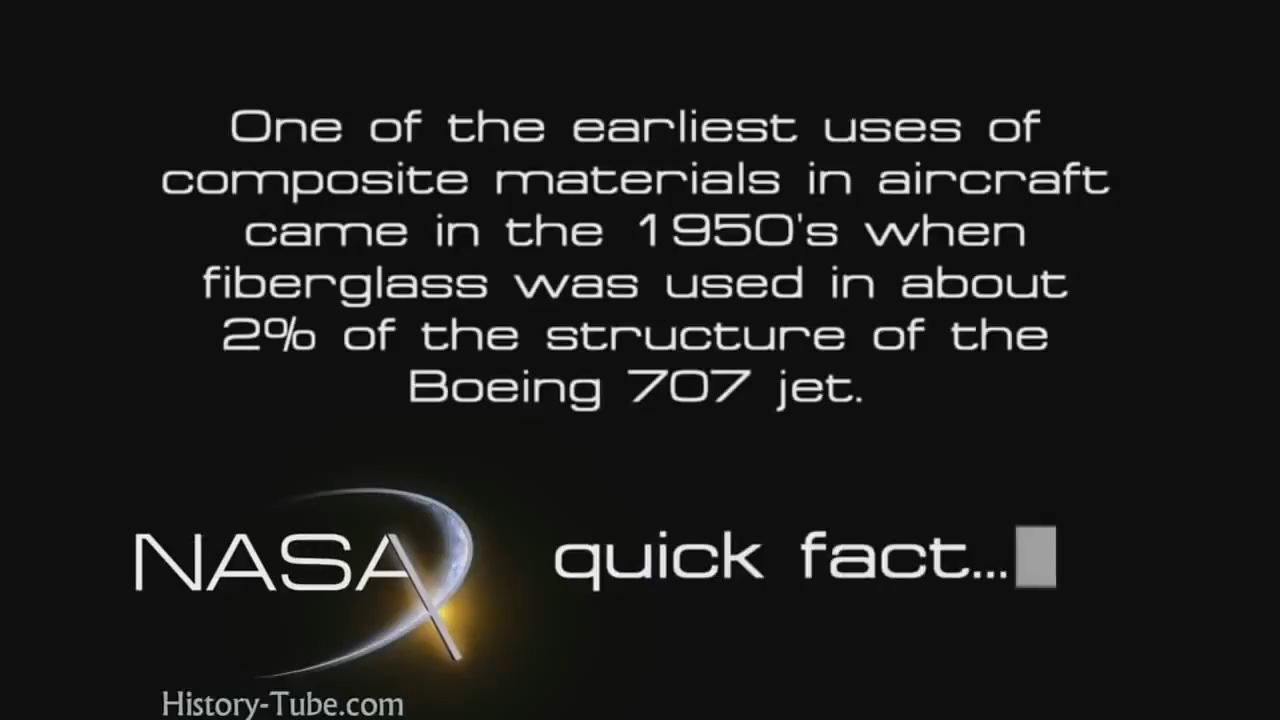 One of the earliest uses of
composite materials in aircraft
came in the 1950's when
fiberglass was used in about
2% of the structure of the
Boeing 707 jet.
NASA quick fact...
History-Tube.com